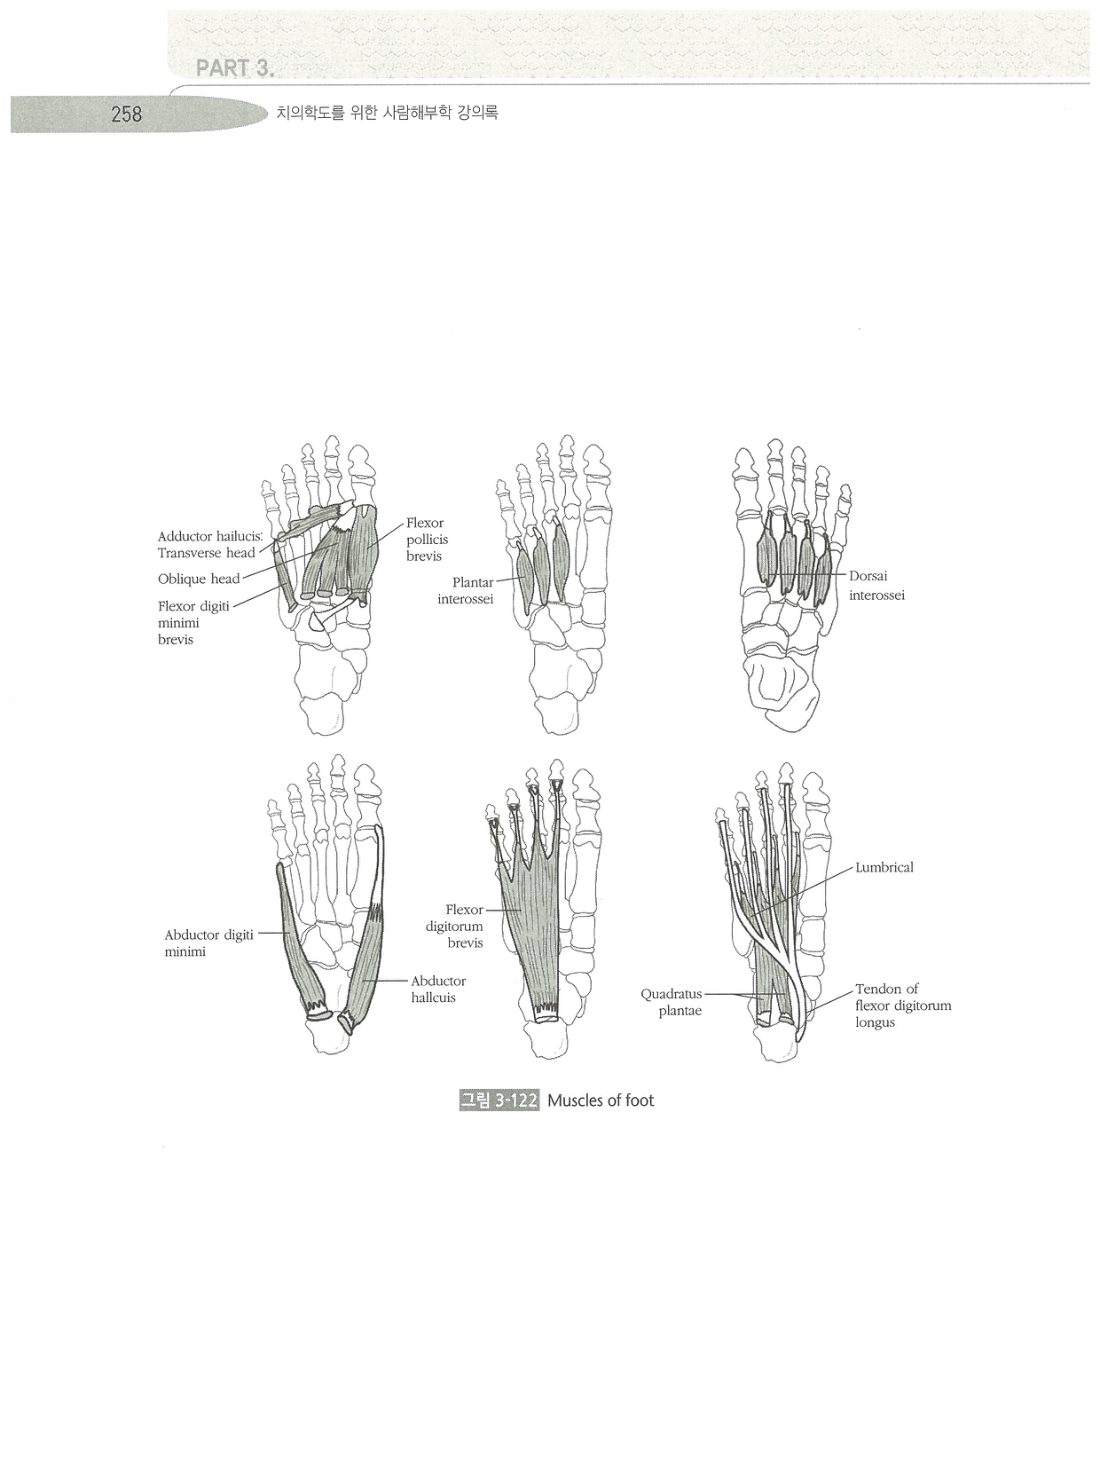 PART 3.
258
치의학도를 위한 사람해부학 강의록
Adductor hailucis:
Transverse head
Oblique head
Flexor digiti
minimi
brevis
Flexor
pollicis
brevis
Plantar
interossei
Dorsai
interossei
Abductor digiti
minimi
Abductor
hallcuis
Flexor
digitorum
brevis
Lumbrical
Quadratus
plantae
Tendon of
flexor digitorum
longus
그림 3-122 Muscles of foot